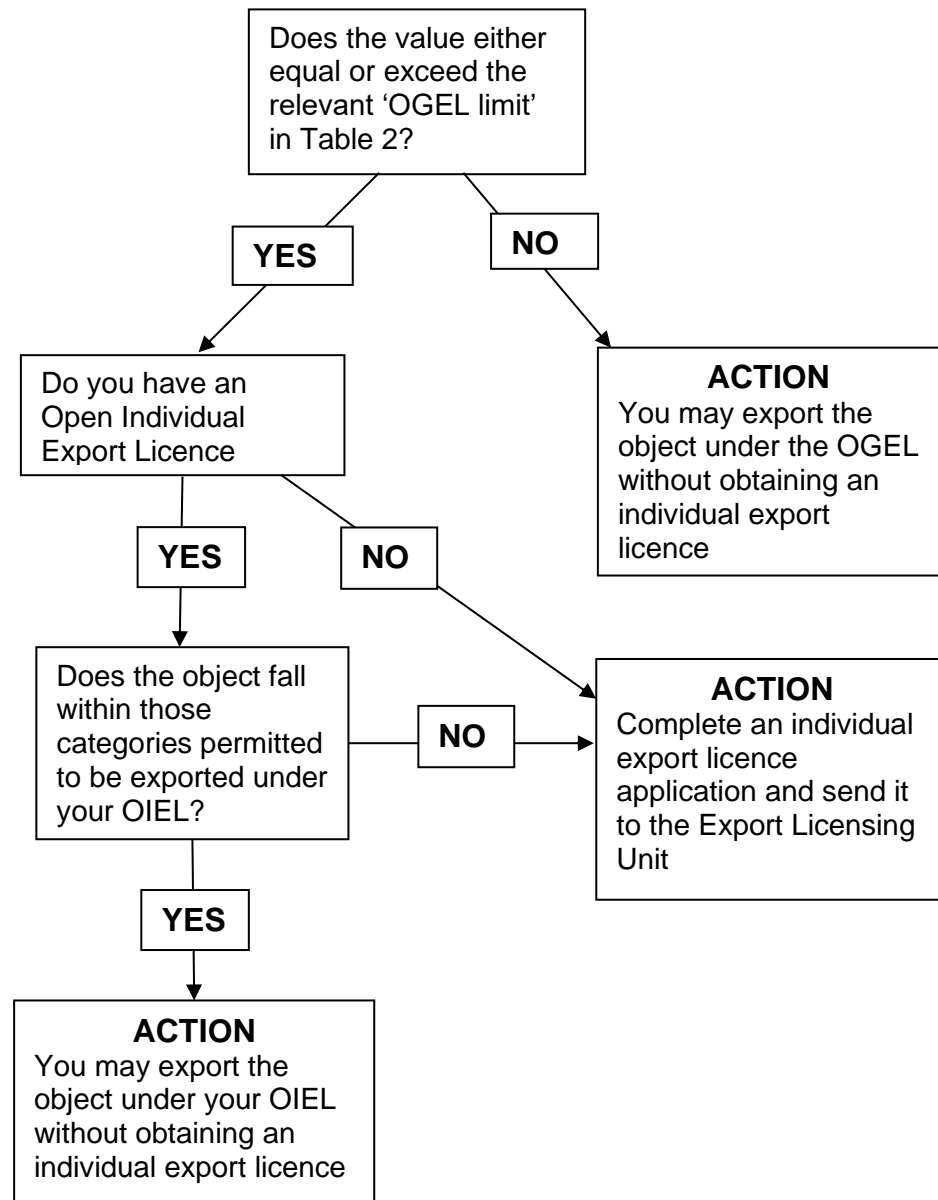 Does the value either
equal or exceed the
relevant ‘OGEL limit’
in Table 2?
YES
NO
Do you have an
Open Individual
Export Licence
ACTION
You may export the
object under the OGEL
without obtaining an
individual export
licence
YES
NO
Does the object fall
within those
categories permitted
to be exported under
your OIEL?
NO
ACTION
Complete an individual
export licence
application and send it
to the Export Licensing
Unit
YES
ACTION
You may export the
object under your OIEL
without obtaining an
individual export licence